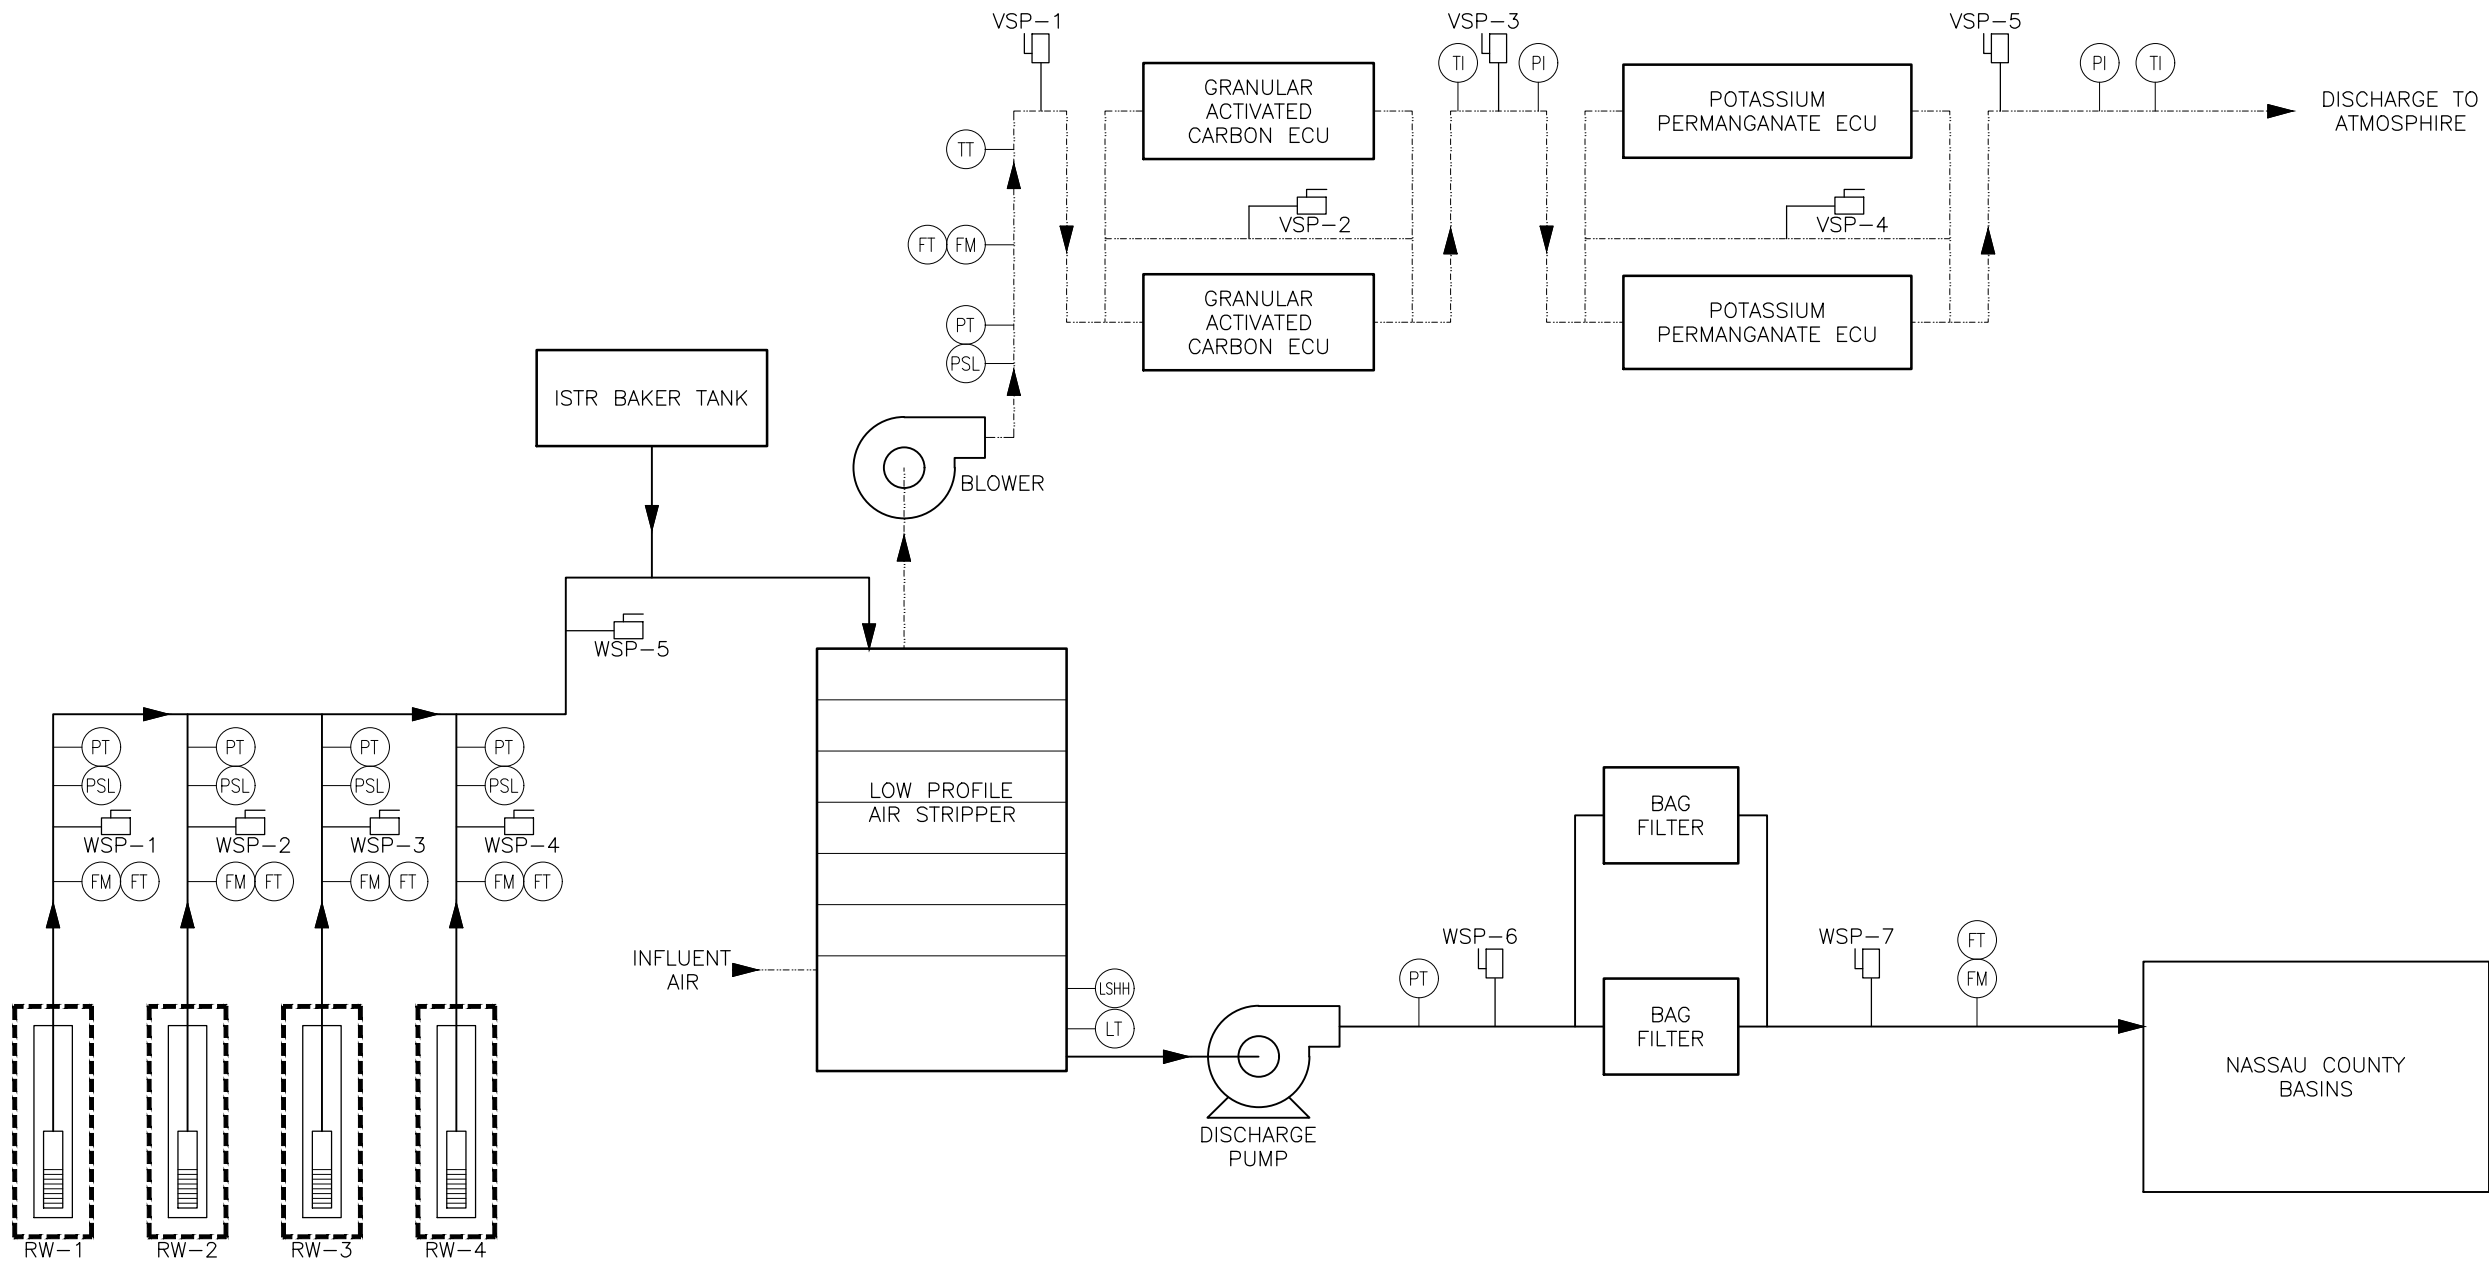 VSP-1
VSP-3
VSP-5
TI
PI
PI
TI
GRANULAR
ACTIVATED
CARBON ECU
POTASSIUM
PERMANGANATE ECU
DISCHARGE TO
ATMOSPHIRE
TT
VSP-2
VSP-4
FT
FM
GRANULAR
ACTIVATED
CARBON ECU
POTASSIUM
PERMANGANATE ECU
PT
PSL
ISTR BAKER TANK
BLOWER
WSP-5
PT
PT
PT
PT
PSL
PSL
PSL
PSL
WSP-1
WSP-2
WSP-3
WSP-4
FM
FT
FM
FT
FM
FT
FM
FT
LOW PROFILE
AIR STRIPPER
BAG
FILTER
INFLUENT
AIR
LSHH
LT
PT
WSP-6
WSP-7
FT
FM
BAG
FILTER
NASSAU COUNTY
BASINS
DISCHARGE
PUMP
RW-1
RW-2
RW-3
RW-4